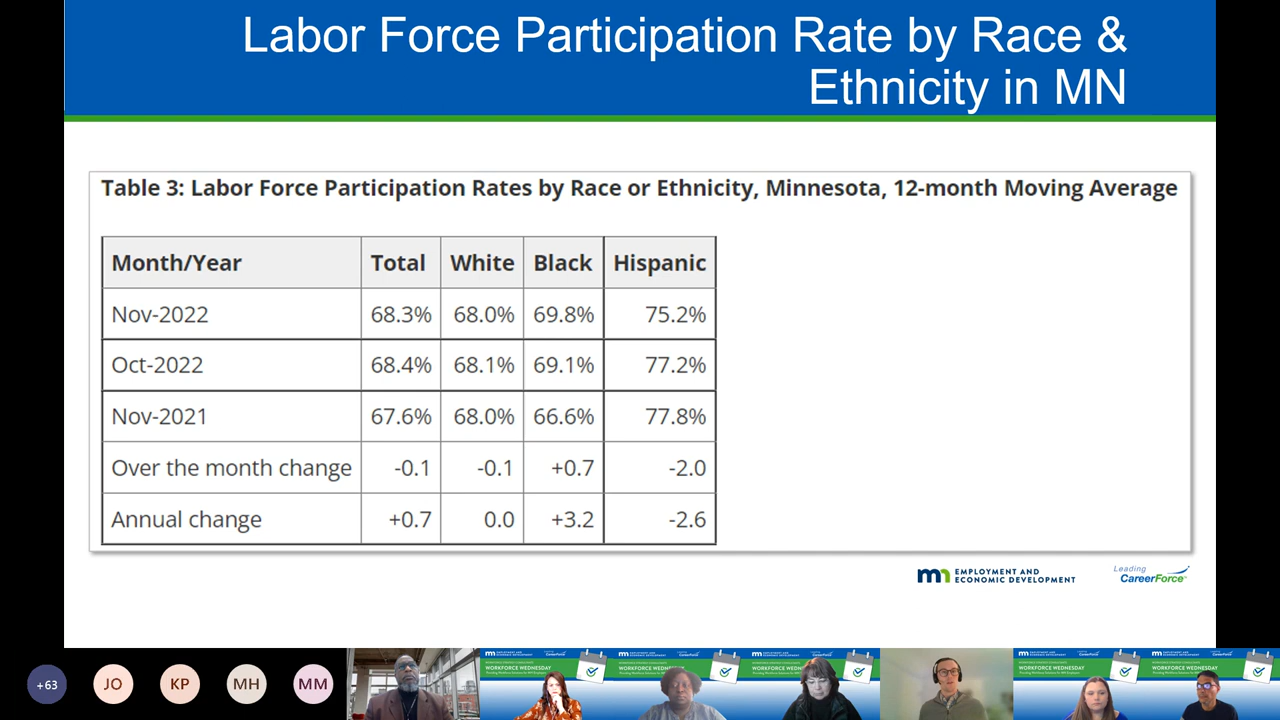 Labor Force Participation Rate by Race &
Ethnicity in MN
Table 3: Labor Force Participation Rates by Race or Ethnicity, Minnesota, 12-month Moving Average
Month/Year Total White Black Hispanic
Nov-2022 68.3% 68.0% 69.8% 75.2%
Oct-2022 68.4% 68.1% 69.1% 77.2%
Nov-2021 67.6% 68.0% 66.6% 77.8%
Over the month change -0.1 -0.1 +0.7 -2.0
Annual change +0.7 0.0 +3.2 -2.6
mn EMPLOYMENT AND
ECONOMIC DEVELOPMENT
Leading
CareerForce
+63 JO KP MH MM
WORKFORCE WEDNESDAY
WORKFORCE WEDN
WORKFORCE WEDNE
WORKFORCE WEDNESDAY